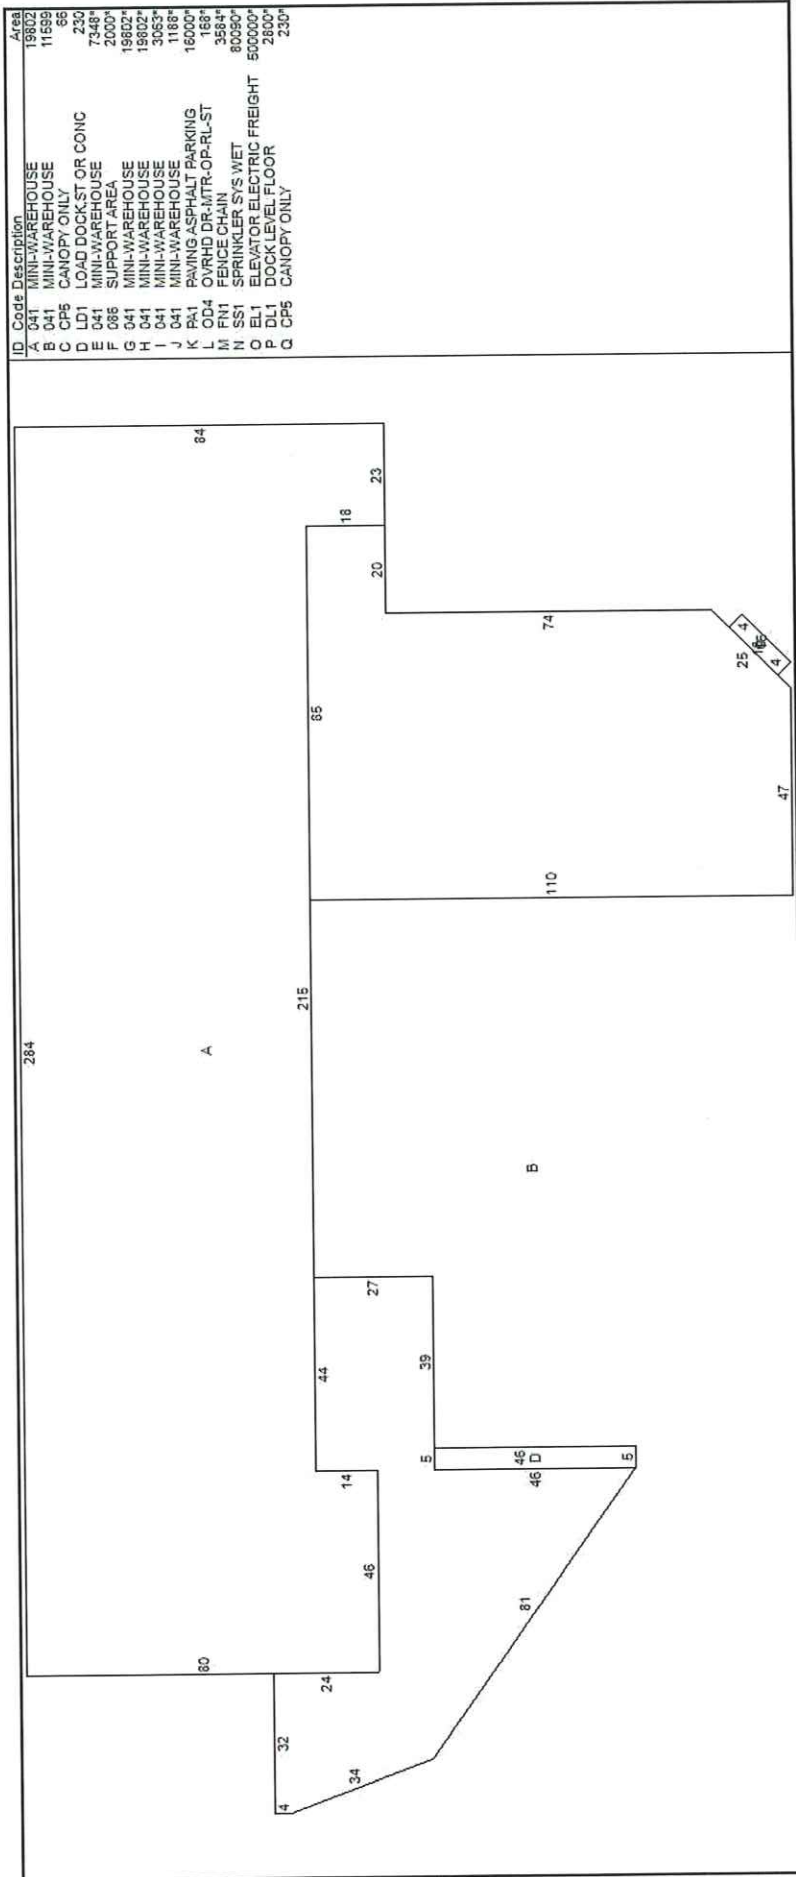 ID Code Description Area
A 041 MINI-WAREHOUSE 19802
B 041 MINI-WAREHOUSE 11599
C CP5 CANOPY ONLY 66
D LD1 LOAD DOCK,ST OR CONC 230
E 041 MINI-WAREHOUSE 7348*
F 086 SUPPORT AREA 2000*
G 041 MINI-WAREHOUSE 19802*
H 041 MINI-WAREHOUSE 19802*
I 041 MINI-WAREHOUSE 3063*
J 041 MINI-WAREHOUSE 1188*
K PA1 PAVING ASPHALT PARKING 16000*
L OD4 OVRHD DR-MTR-OP-RL-ST 168*
M FN1 FENCE CHAIN 3584*
N SS1 SPRINKLER SYS WET 80090*
O EL1 ELEVATOR ELECTRIC FREIGHT 500000*
P DL1 DOCK LEVEL FLOOR 2800*
Q CP5 CANOPY ONLY 230*
284
84
A
80
23
18
20
65
215
44
14
46
24
32
4
34
27
39
5
46
D
46
5
81
B
110
74
25
4
4
47